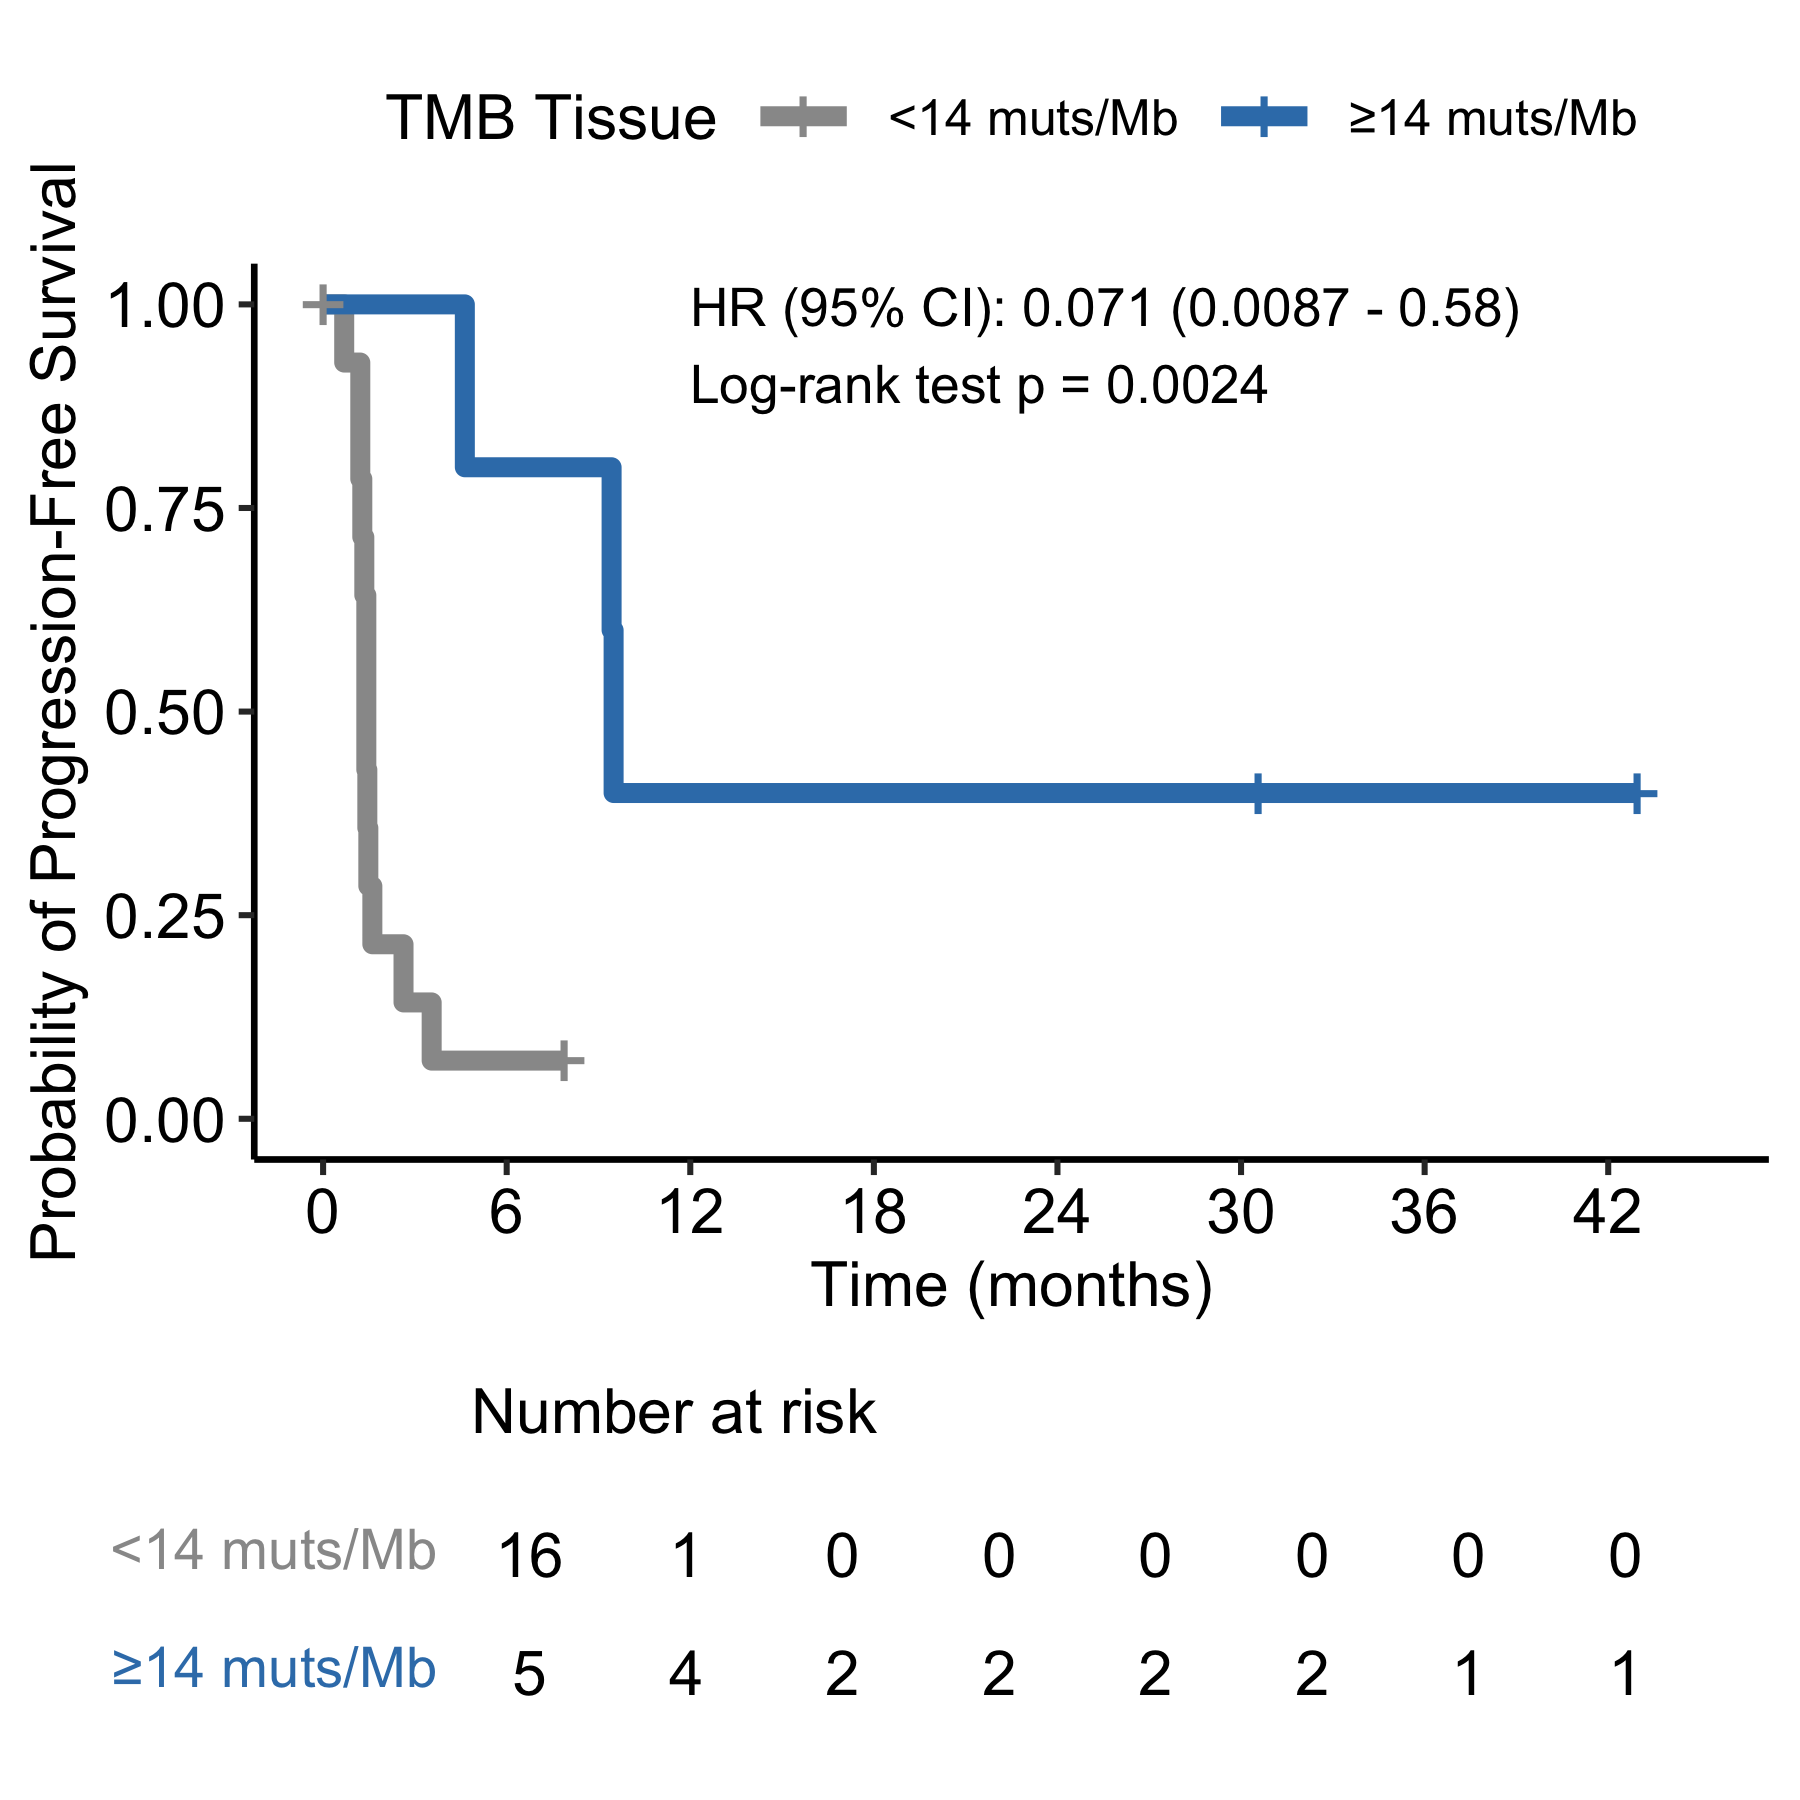 TMB Tissue <14 muts/Mb ≥14 muts/Mb
Probability of Progression-Free Survival
1.00
0.75
0.50
0.25
0.00
HR (95% CI): 0.071 (0.0087 - 0.58)
Log-rank test p = 0.0024
0 6 12 18 24 30 36 42
Time (months)
Number at risk
<14 muts/Mb 16 1 0 0 0 0 0 0
≥14 muts/Mb 5 4 2 2 2 2 1 1